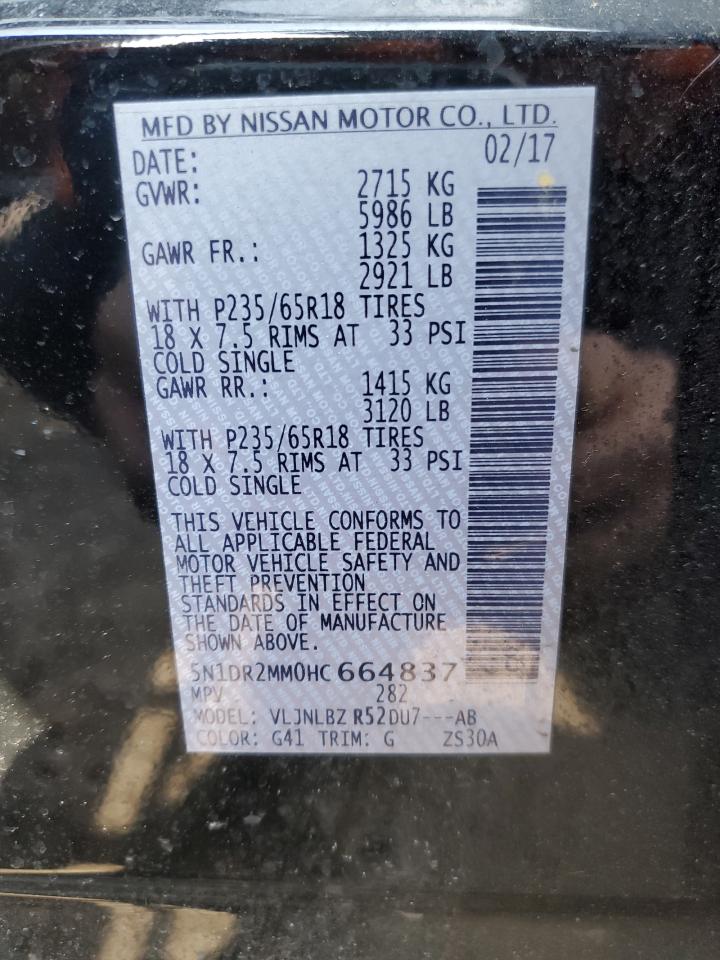 MFD BY NISSAN MOTOR CO., LTD.
DATE: 02/17
GVWR: 2715 KG
5986 LB
GAWR FR.: 1325 KG
2921 LB
WITH P235/65R18 TIRES
18 X 7.5 RIMS AT 33 PSI
COLD SINGLE
GAWR RR.: 1415 KG
3120 LB
WITH P235/65R18 TIRES
18 X 7.5 RIMS AT 33 PSI
COLD SINGLE
THIS VEHICLE CONFORMS TO
ALL APPLICABLE FEDERAL
MOTOR VEHICLE SAFETY AND
THEFT PREVENTION
STANDARDS IN EFFECT ON
THE DATE OF MANUFACTURE
SHOWN ABOVE.
5N1DR2MM0HC664837
MPV 282
MODEL: VLJNLBZ R52DU7---AB
COLOR: G41 TRIM: G ZS30A